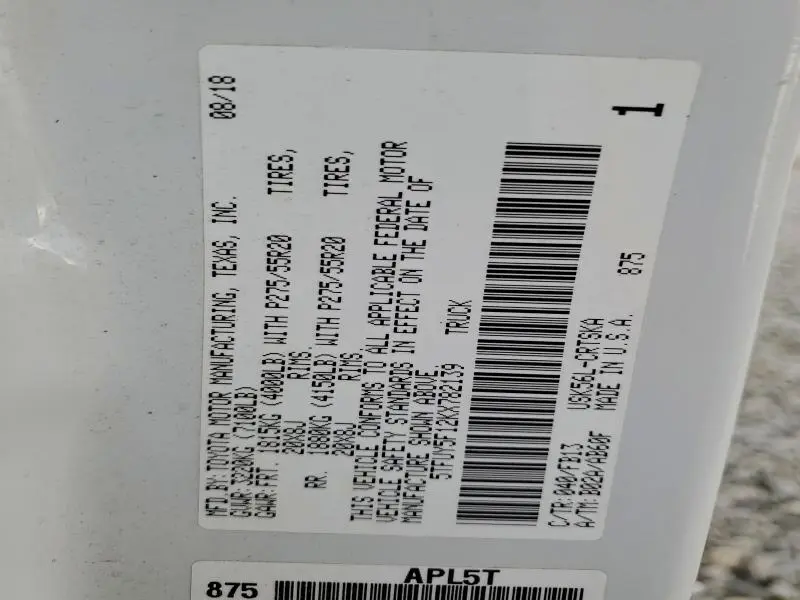 08/18
MFD.BY: TOYOTA MOTOR MANUFACTURING, TEXAS, INC.
GVWR: 3220KG (7100LB)
GAWR:FRT. 1815KG (4000LB) WITH P275/55R20 TIRES,
20X8J RIMS.
RR. 1880KG (4150LB) WITH P275/55R20 TIRES,
20X8J RIMS.
THIS VEHICLE CONFORMS TO ALL APPLICABLE FEDERAL MOTOR
VEHICLE SAFETY STANDARDS IN EFFECT ON THE DATE OF
MANUFACTURE SHOWN ABOVE.
5TFUY5F12KX782139 TRUCK
1
C/TR:040/FB13 USK56L-CRTSKA
A/TM:B02A/AB60F MADE IN U.S.A. 875
APL5T
875